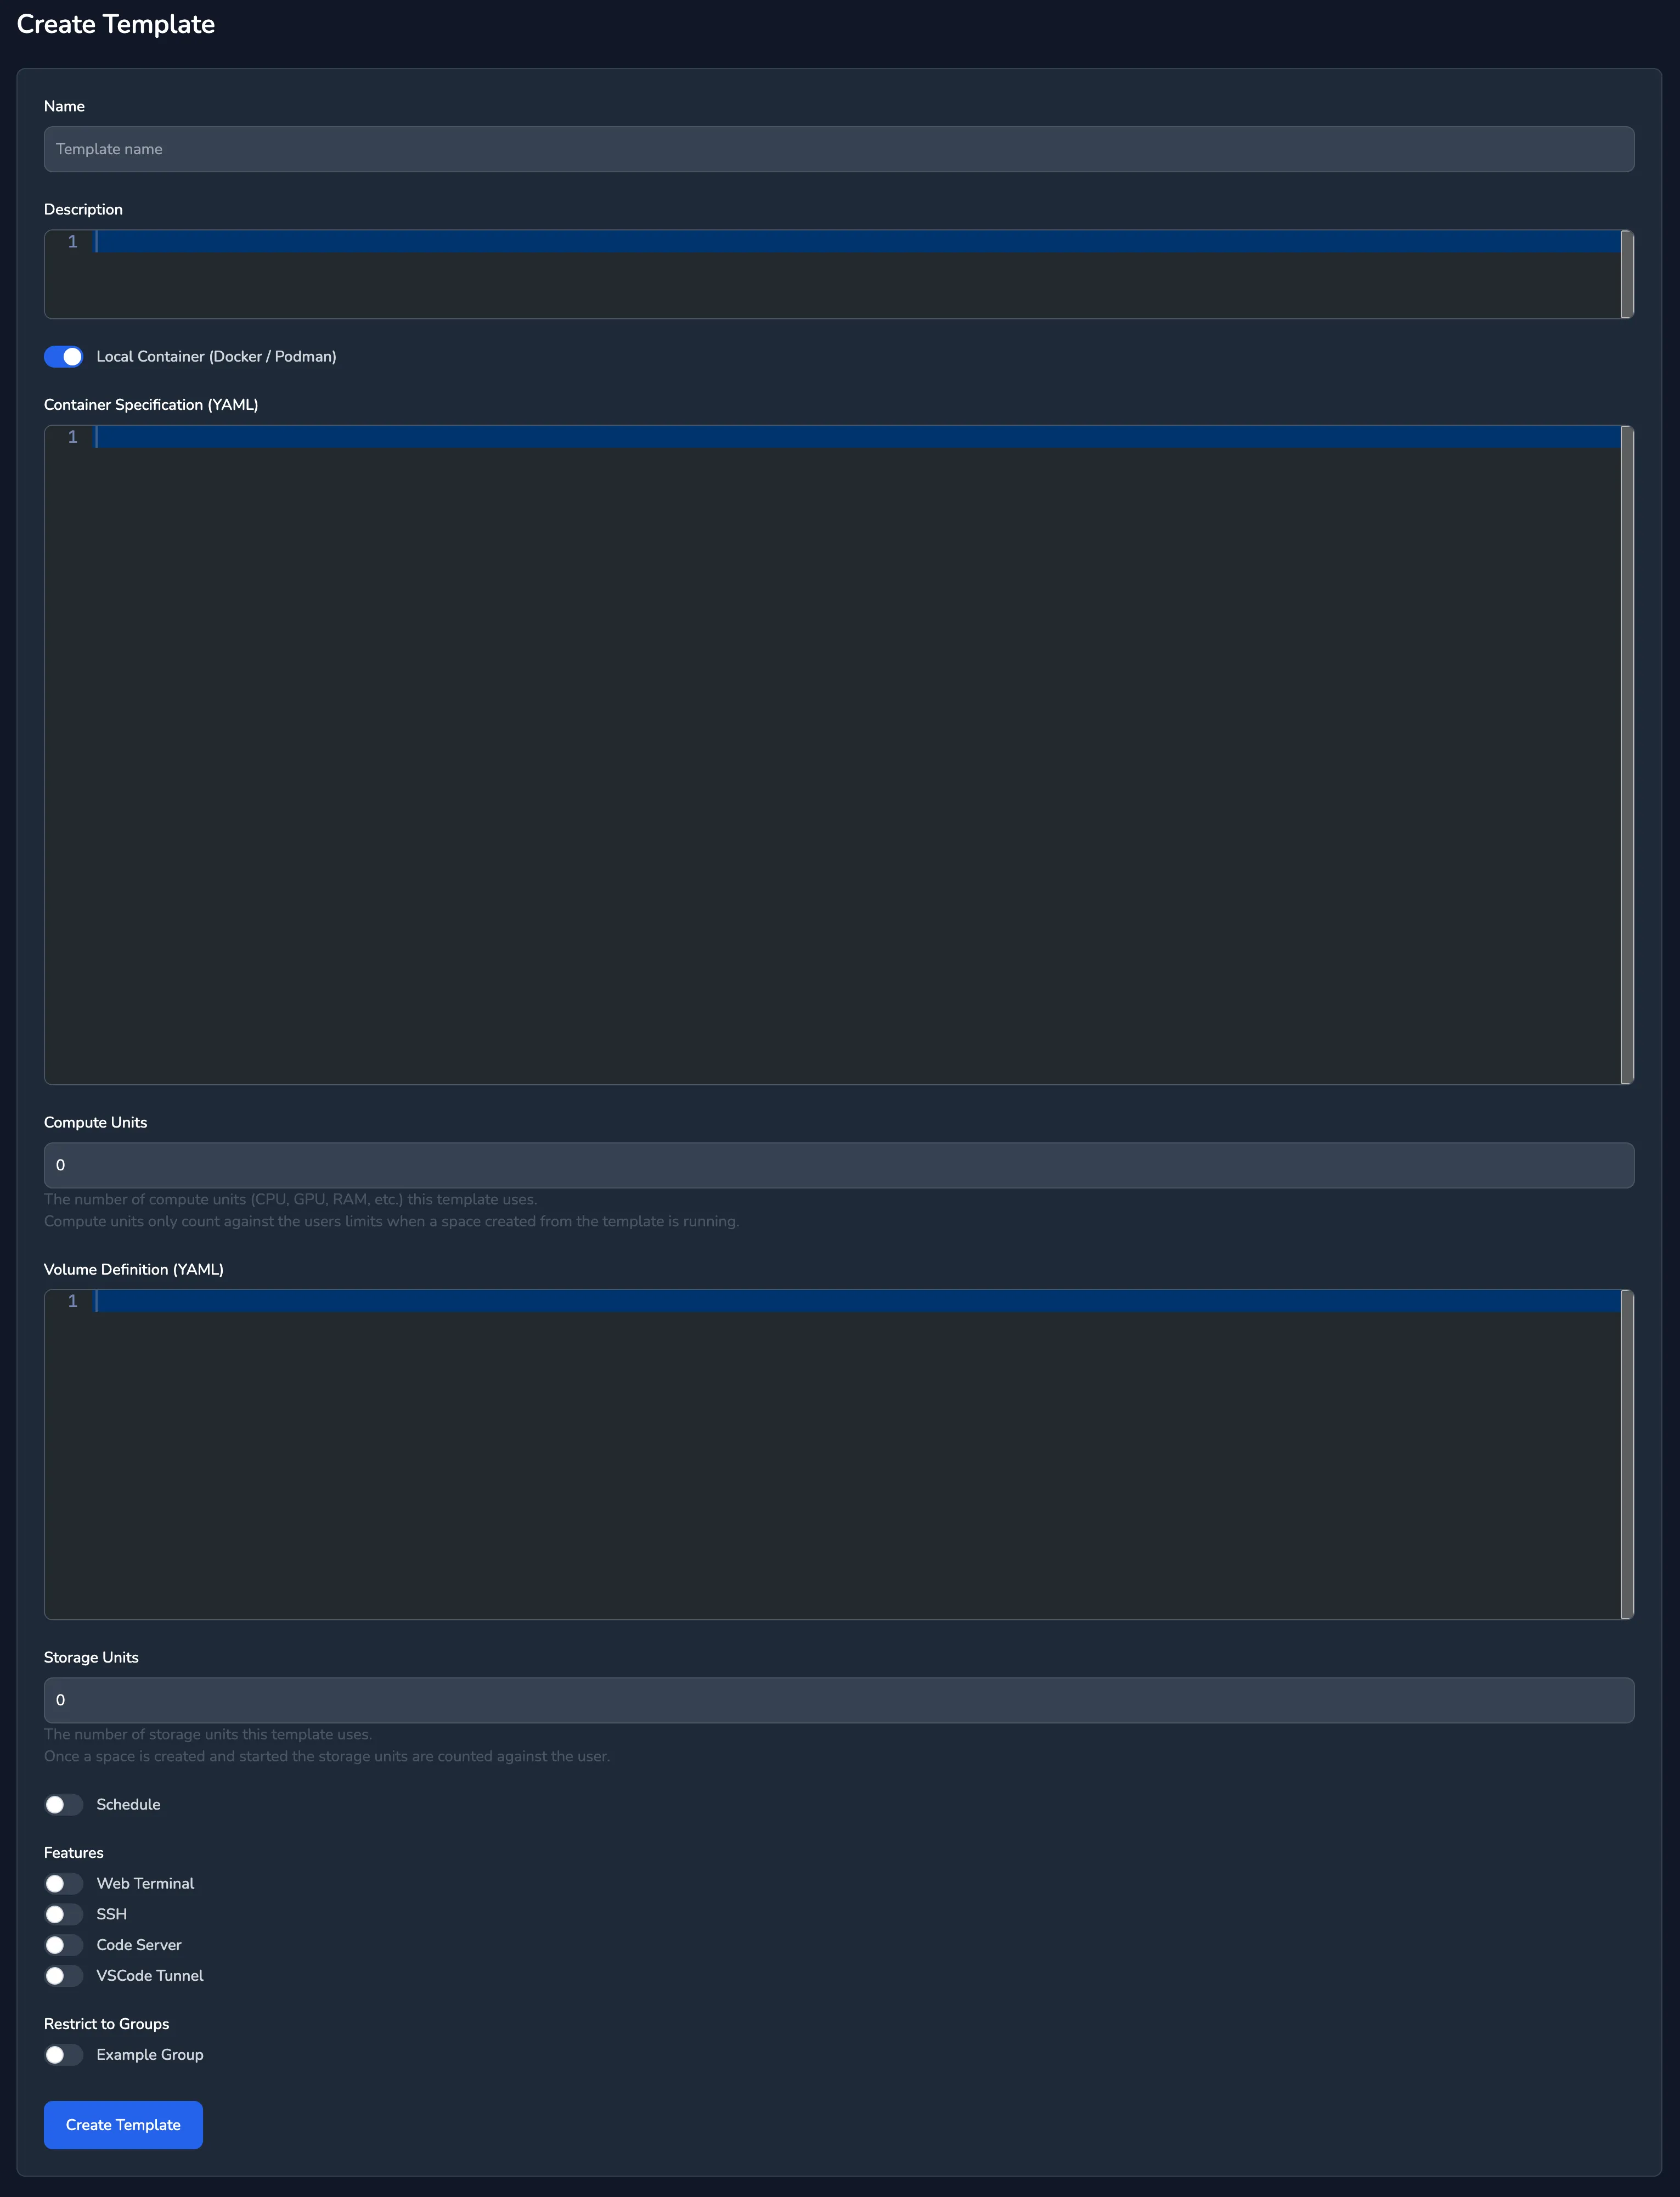 Create Template
Name
Template name
Description
1
Local Container (Docker / Podman)
Container Specification (YAML)
1
Compute Units
0
The number of compute units (CPU, GPU, RAM, etc.) this template uses.
Compute units only count against the users limits when a space created from the template is running.
Volume Definition (YAML)
1
Storage Units
0
The number of storage units this template uses.
Once a space is created and started the storage units are counted against the user.
Schedule
Features
Web Terminal
SSH
Code Server
VSCode Tunnel
Restrict to Groups
Example Group
Create Template